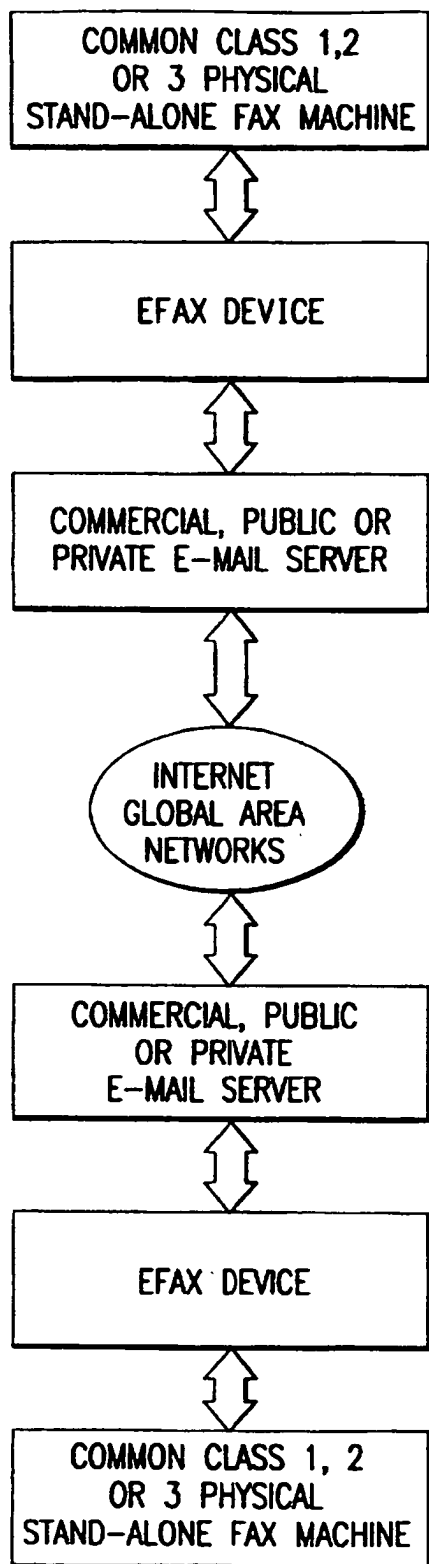 COMMON CLASS 1,2
OR 3 PHYSICAL
STAND-ALONE FAX MACHINE
EFAX DEVICE
COMMERCIAL, PUBLIC OR
PRIVATE E-MAIL SERVER
INTERNET
GLOBAL AREA
NETWORKS
COMMERCIAL, PUBLIC
OR PRIVATE
E-MAIL SERVER
EFAX DEVICE
COMMON CLASS 1, 2
OR 3 PHYSICAL
STAND-ALONE FAX MACHINE